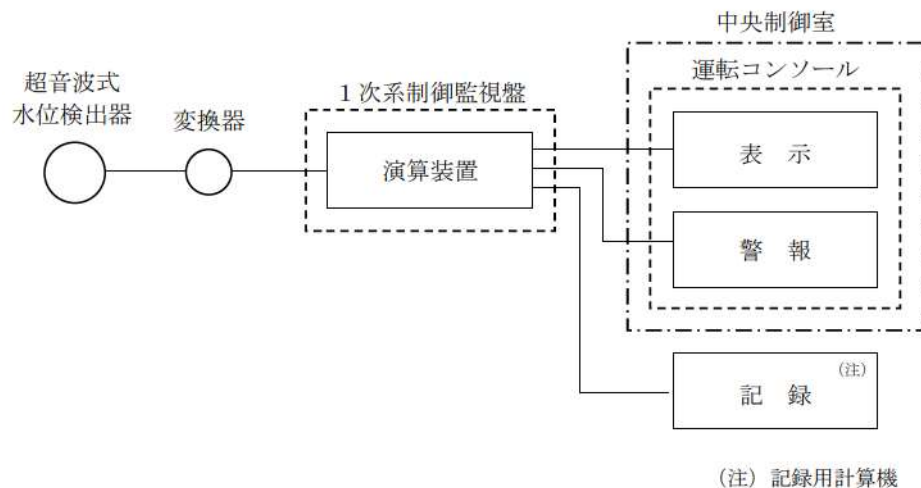 中央制御室
超音波式
水位検出器
変換器
1次系制御監視盤
運転コンソール
演算装置
表 示
警 報
記 録
(注)
(注) 記録用計算機